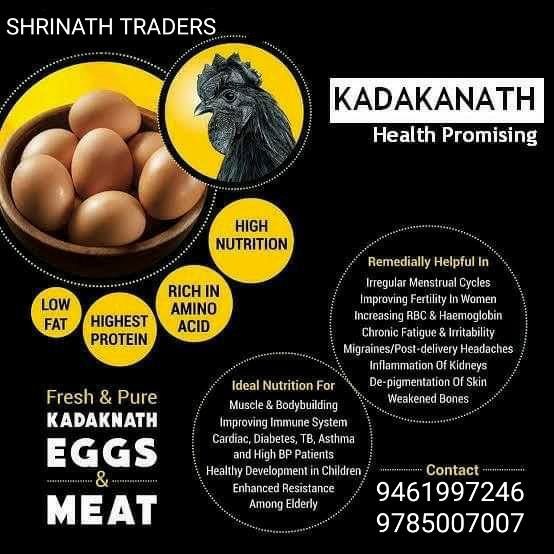 SHRINATH TRADERS
KADAKANATH
Health Promising
HIGH
NUTRITION
RICH IN
AMINO
ACID
LOW
FAT
HIGHEST
PROTEIN
Remedially Helpful In
Irregular Menstrual Cycles
Improving Fertility In Women
Increasing RBC & Haemoglobin
Chronic Fatigue & Irritability
Migraines/Post-delivery Headaches
Inflammation Of Kidneys
De-pigmentation Of Skin
Weakened Bones
Fresh & Pure
KADAKNATH
EGGS
&
MEAT
Ideal Nutrition For
Muscle & Bodybuilding
Improving Immune System
Cardiac, Diabetes, TB, Asthma
and High BP Patients
Healthy Development in Children
Enhanced Resistance
Among Elderly
Contact
9461997246
9785007007